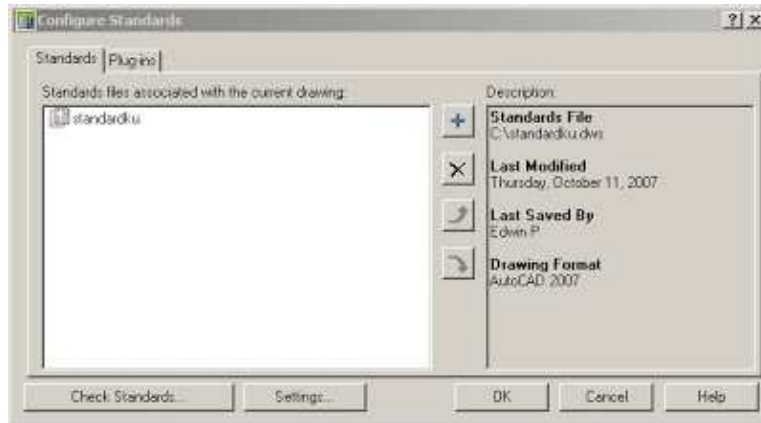 Configure Standards
Standards
Plug-ins
Standards files associated with the current drawing:
standardku
Description:
Standards File
C:\standardku.dws
Last Modified
Thursday, October 11, 2007
Last Saved By
Edwin P
Drawing Format
AutoCAD 2007
Check Standards...
Settings...
OK
Cancel
Help